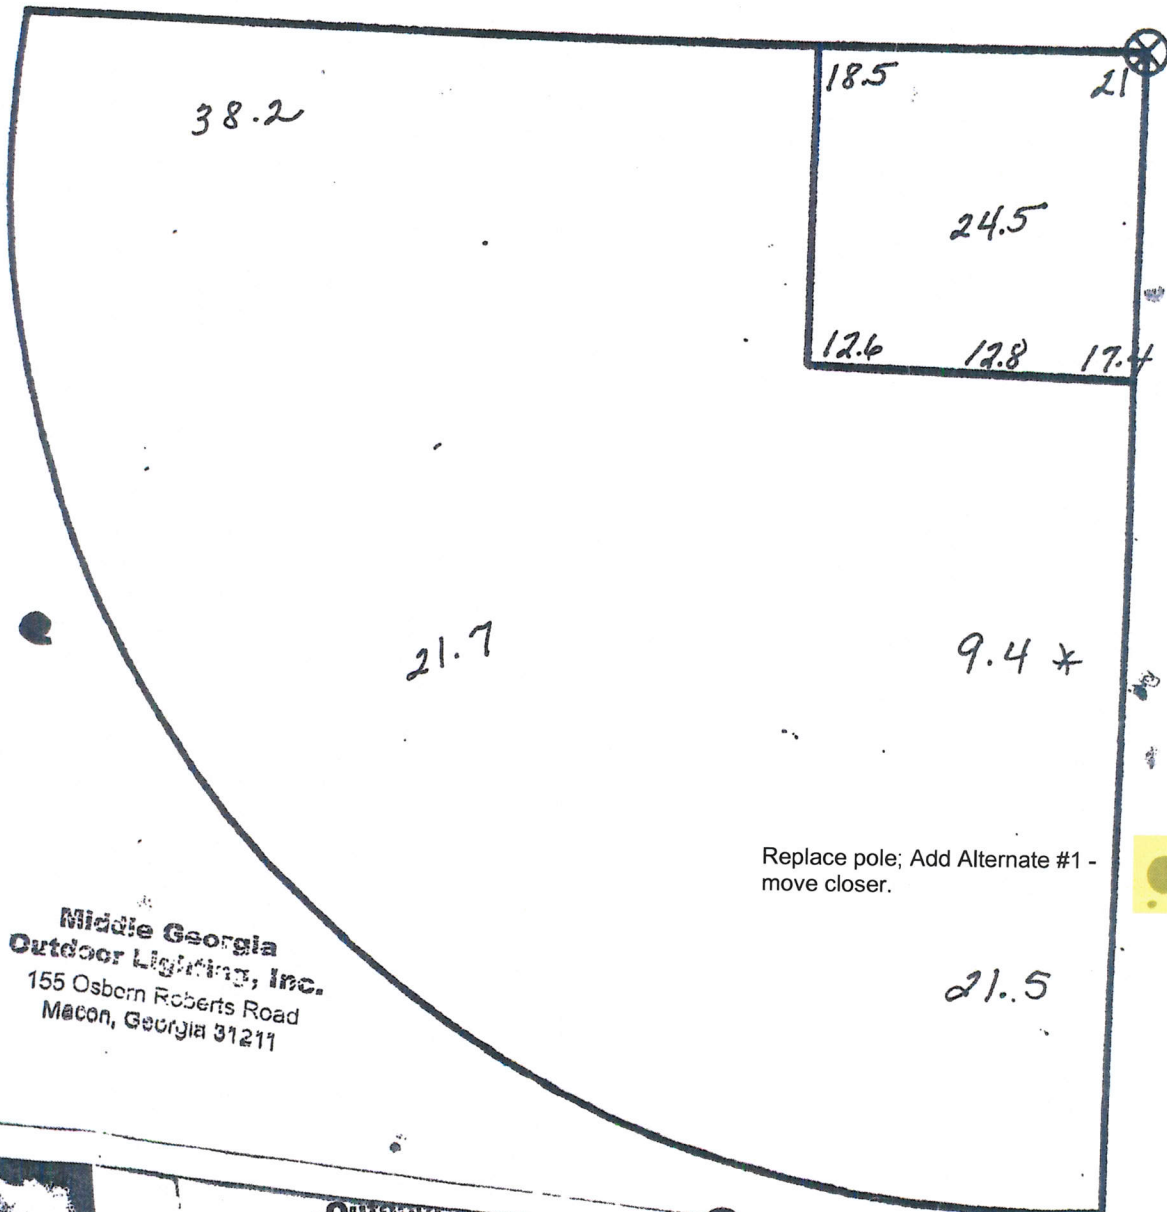 18.5
21
38.2
24.5
12.6
12.8
17.4
21.7
9.4 *
Replace pole; Add Alternate #1 -
move closer.
Middle Georgia
Outdoor Lighting, Inc.
155 Osborn Roberts Road
Macon, Georgia 31211
21.5